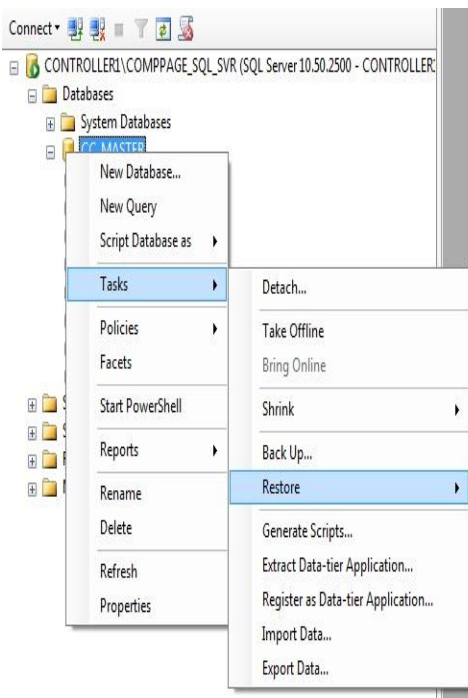 Connect
CONTROLLER1\COMPPAGE_SQL_SVR (SQL Server 10.50.2500 - CONTROLLER
Databases
System Databases
CC_MASTER
New Database...
New Query
Script Database as
Tasks
Policies
Facets
Start PowerShell
Reports
Rename
Delete
Refresh
Properties
Detach...
Take Offline
Bring Online
Shrink
Back Up...
Restore
Generate Scripts...
Extract Data-tier Application...
Register as Data-tier Application...
Import Data...
Export Data...